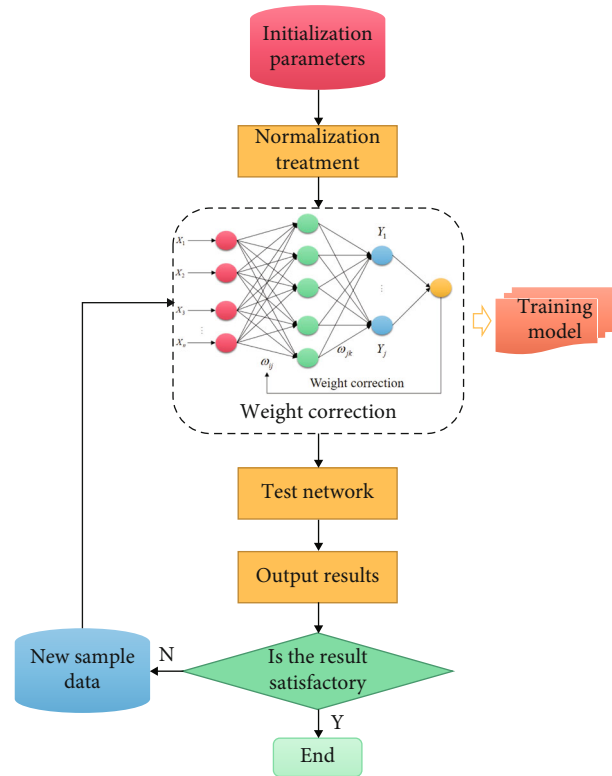 Initialization
parameters
Normalization
treatment
X₁
X₂
X₃
⋮
Xₙ
Y₁
⋮
Yⱼ
ωᵢⱼ
ωⱼₖ
Weight correction
Weight correction
Training
model
Test network
Output results
Is the result
satisfactory
N
New sample
data
Y
End